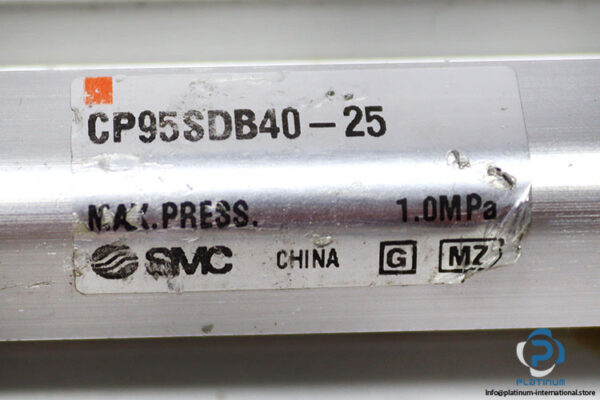 CP95SDB40-25
MAX.PRESS. 1.0MPa
SMC CHINA G MZ
PLATINUM
Info@platinum-international.store